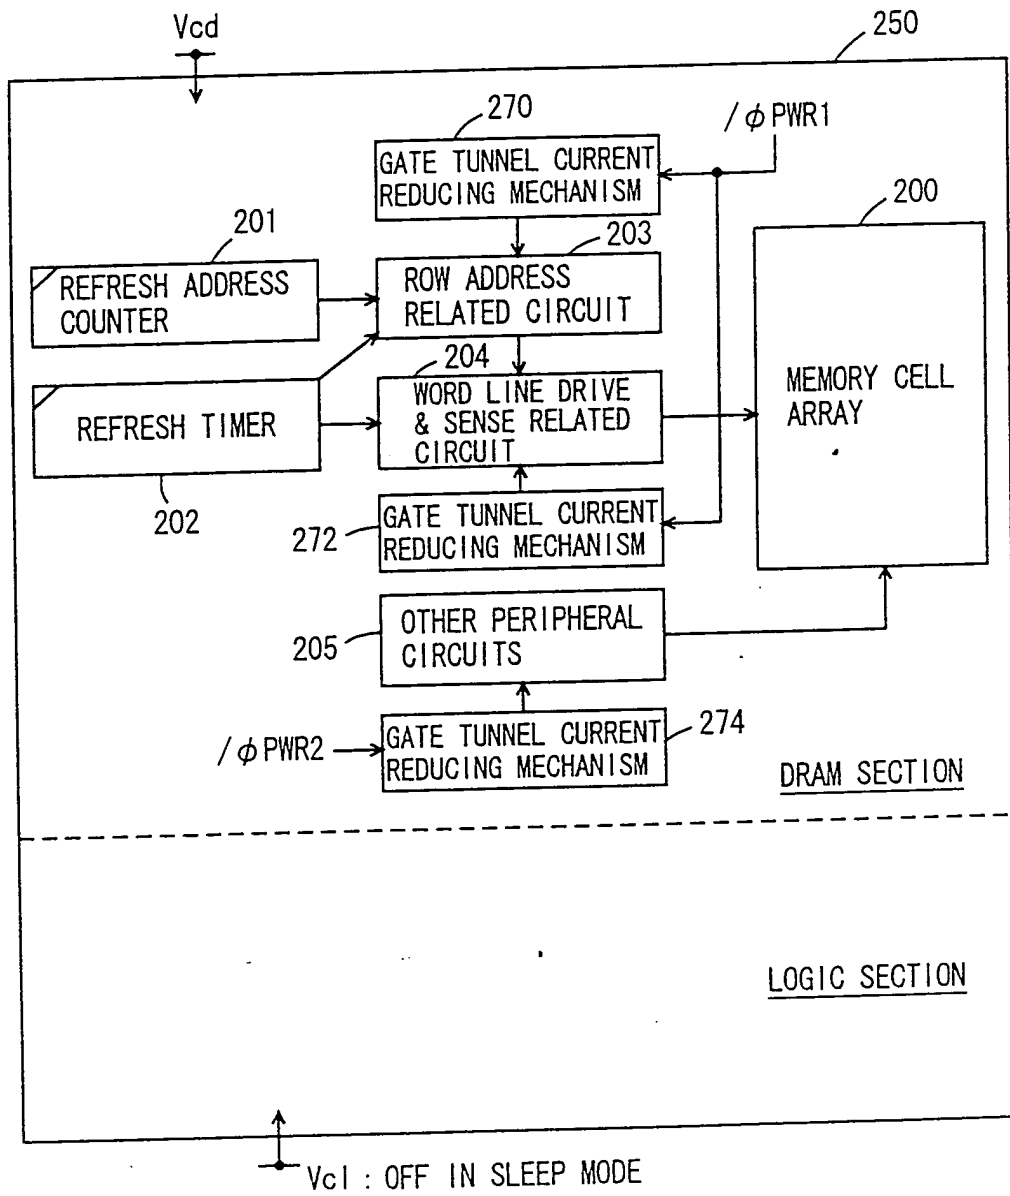 Vcd
250
270
/φPWR1
GATE TUNNEL CURRENT
REDUCING MECHANISM
200
201
203
REFRESH ADDRESS
COUNTER
ROW ADDRESS
RELATED CIRCUIT
204
REFRESH TIMER
WORD LINE DRIVE
& SENSE RELATED
CIRCUIT
MEMORY CELL
ARRAY
202
272
GATE TUNNEL CURRENT
REDUCING MECHANISM
205
OTHER PERIPHERAL
CIRCUITS
274
/φPWR2
GATE TUNNEL CURRENT
REDUCING MECHANISM
DRAM SECTION
LOGIC SECTION
Vcl : OFF IN SLEEP MODE